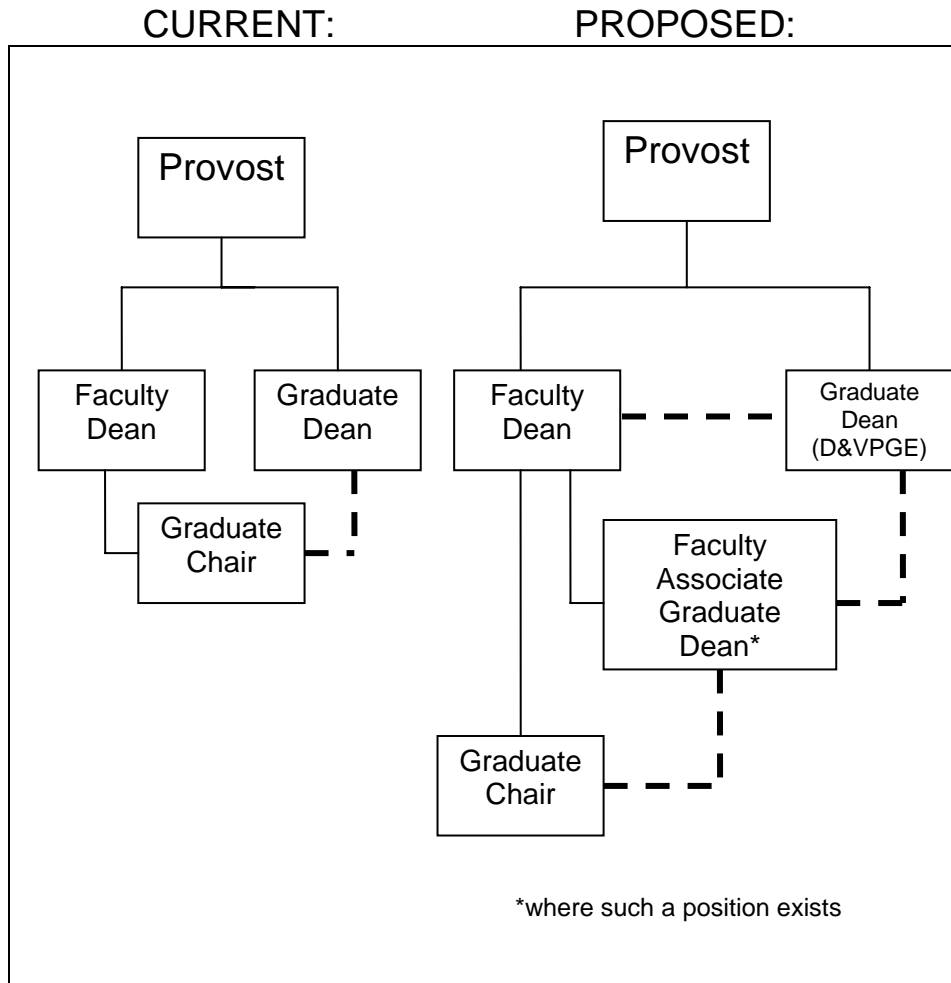 CURRENT:
Provost
Faculty
Dean
Graduate
Dean
Graduate
Chair
PROPOSED:
Provost
Faculty
Dean
Graduate
Dean
(D&VPGE)
Faculty
Associate
Graduate
Dean*
Graduate
Chair
*where such a position exists